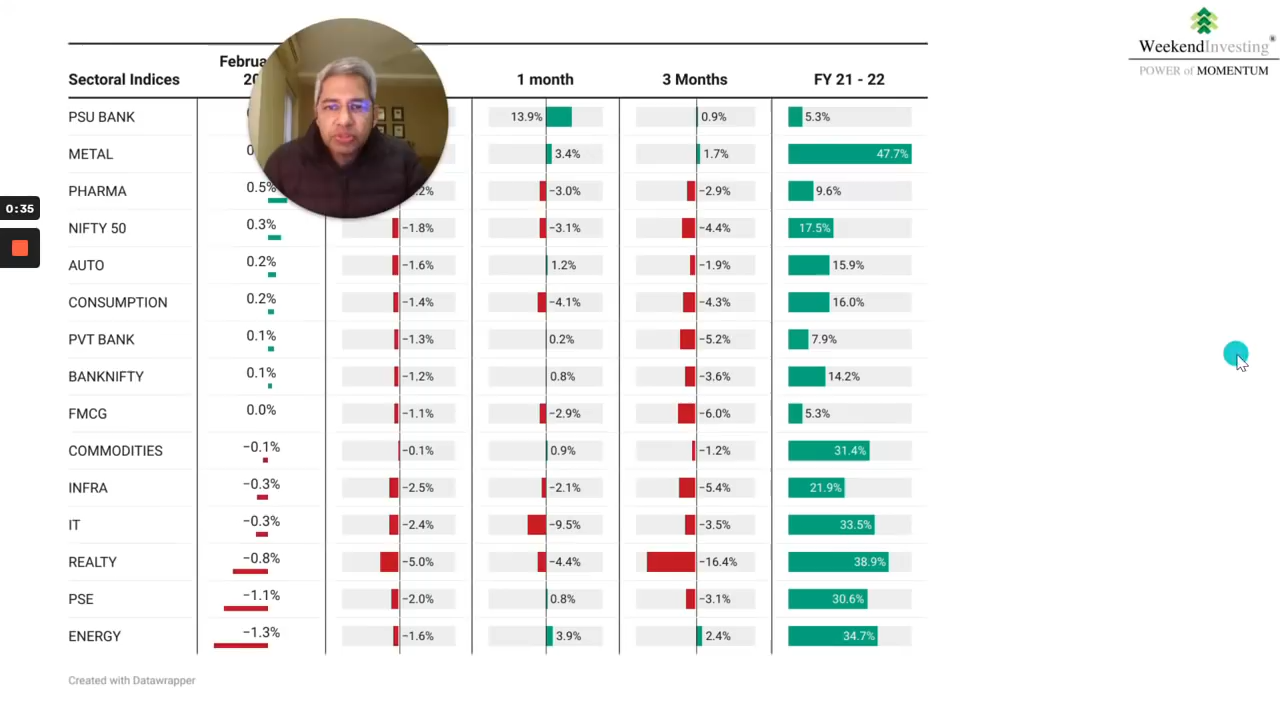 WeekendInvesting®
POWER of MOMENTUM
Sectoral Indices 1 month 3 Months FY 21 - 22
PSU BANK 13.9% 0.9% 5.3%
METAL 3.4% 1.7% 47.7%
PHARMA 0.5% −3.0% −2.9% 9.6%
0:35
NIFTY 50 0.3% −1.8% −3.1% −4.4% 17.5%
AUTO 0.2% −1.6% 1.2% −1.9% 15.9%
CONSUMPTION 0.2% −1.4% −4.1% −4.3% 16.0%
PVT BANK 0.1% −1.3% 0.2% −5.2% 7.9%
BANKNIFTY 0.1% −1.2% 0.8% −3.6% 14.2%
FMCG 0.0% −1.1% −2.9% −6.0% 5.3%
COMMODITIES −0.1% −0.1% 0.9% −1.2% 31.4%
INFRA −0.3% −2.5% −2.1% −5.4% 21.9%
IT −0.3% −2.4% −9.5% −3.5% 33.5%
REALTY −0.8% −5.0% −4.4% −16.4% 38.9%
PSE −1.1% −2.0% 0.8% −3.1% 30.6%
ENERGY −1.3% −1.6% 3.9% 2.4% 34.7%
Created with Datawrapper